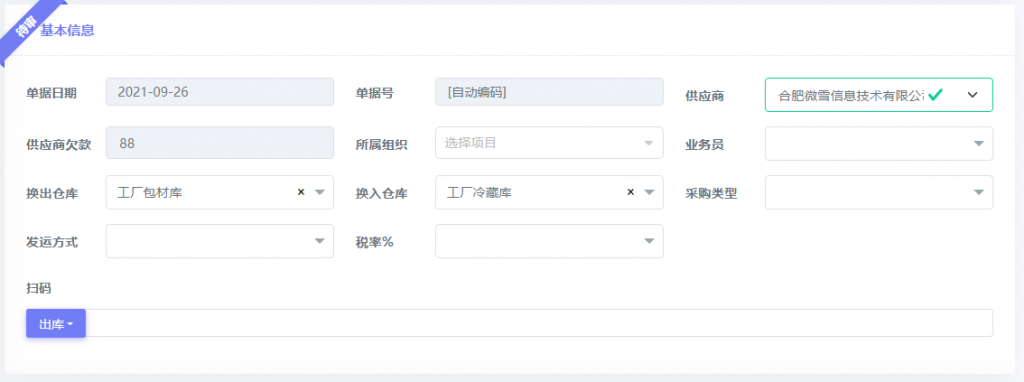 待审
基本信息
单据日期 2021-09-26 单据号 [自动编码] 供应商 合肥微雪信息技术有限公
供应商欠款 88 所属组织 选择项目 业务员
换出仓库 工厂包材库 × 换入仓库 工厂冷藏库 × 采购类型
发运方式 税率%
扫码
出库